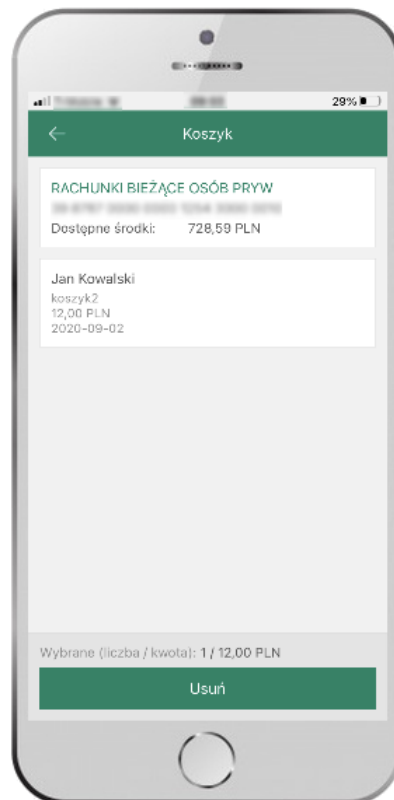 29%
Koszyk
RACHUNKI BIEŻĄCE OSÓB PRYW
Dostępne środki: 728,59 PLN
Jan Kowalski
koszyk2
12,00 PLN
2020-09-02
Wybrane (liczba / kwota): 1 / 12,00 PLN
Usuń